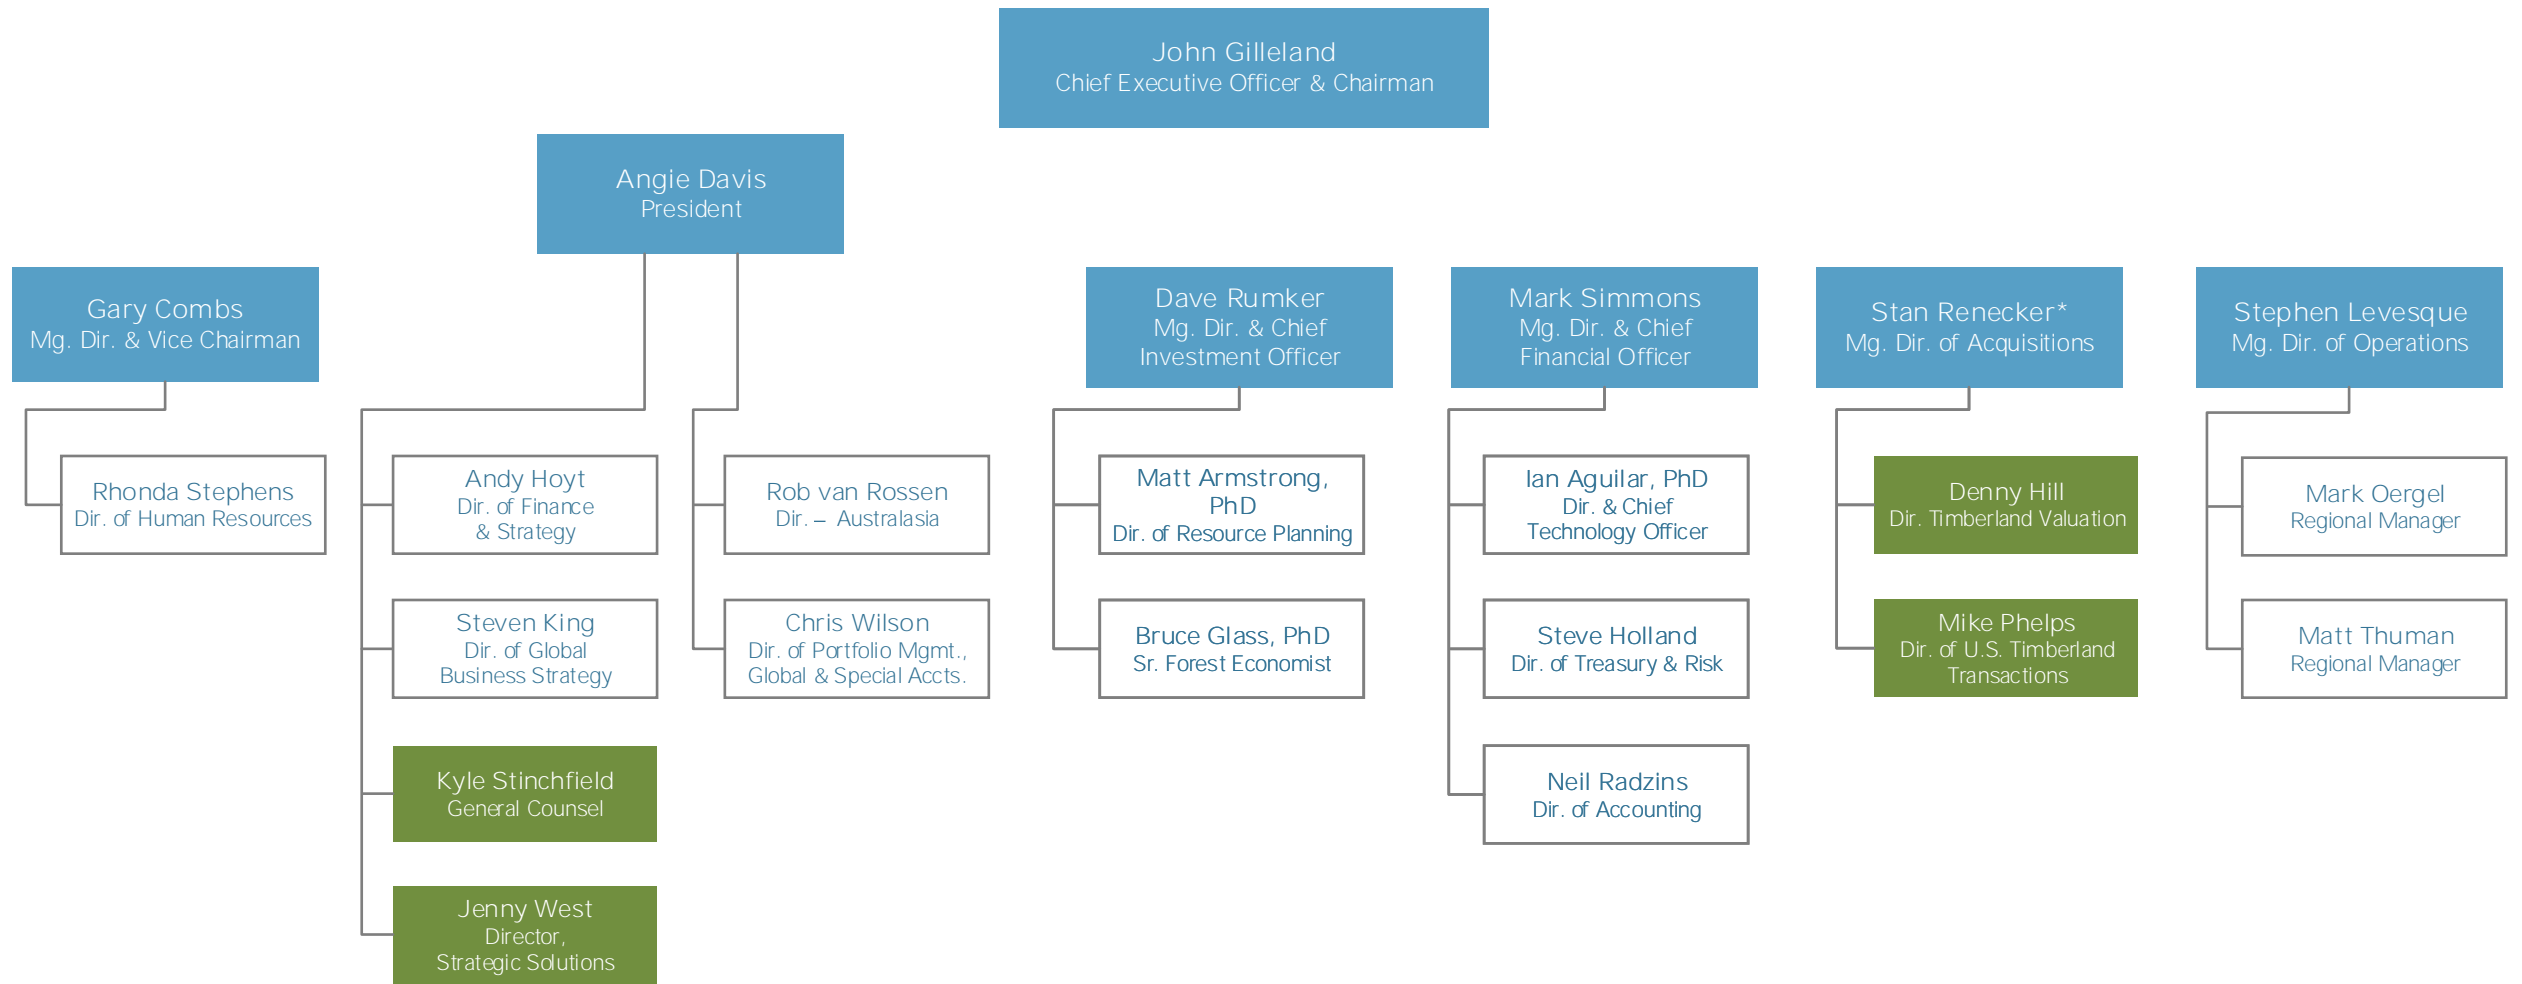 John Gilleland
Chief Executive Officer & Chairman
Angie Davis
President
Gary Combs
Mg. Dir. & Vice Chairman
Dave Rumker
Mg. Dir. & Chief
Investment Officer
Mark Simmons
Mg. Dir. & Chief
Financial Officer
Stan Renecker*
Mg. Dir. of Acquisitions
Stephen Levesque
Mg. Dir. of Operations
Rhonda Stephens
Dir. of Human Resources
Andy Hoyt
Dir. of Finance
& Strategy
Rob van Rossen
Dir. – Australasia
Matt Armstrong,
PhD
Dir. of Resource Planning
Ian Aguilar, PhD
Dir. & Chief
Technology Officer
Denny Hill
Dir. Timberland Valuation
Mark Oergel
Regional Manager
Steven King
Dir. of Global
Business Strategy
Chris Wilson
Dir. of Portfolio Mgmt.,
Global & Special Accts.
Bruce Glass, PhD
Sr. Forest Economist
Steve Holland
Dir. of Treasury & Risk
Mike Phelps
Dir. of U.S. Timberland
Transactions
Matt Thuman
Regional Manager
Kyle Stinchfield
General Counsel
Neil Radzins
Dir. of Accounting
Jenny West
Director,
Strategic Solutions